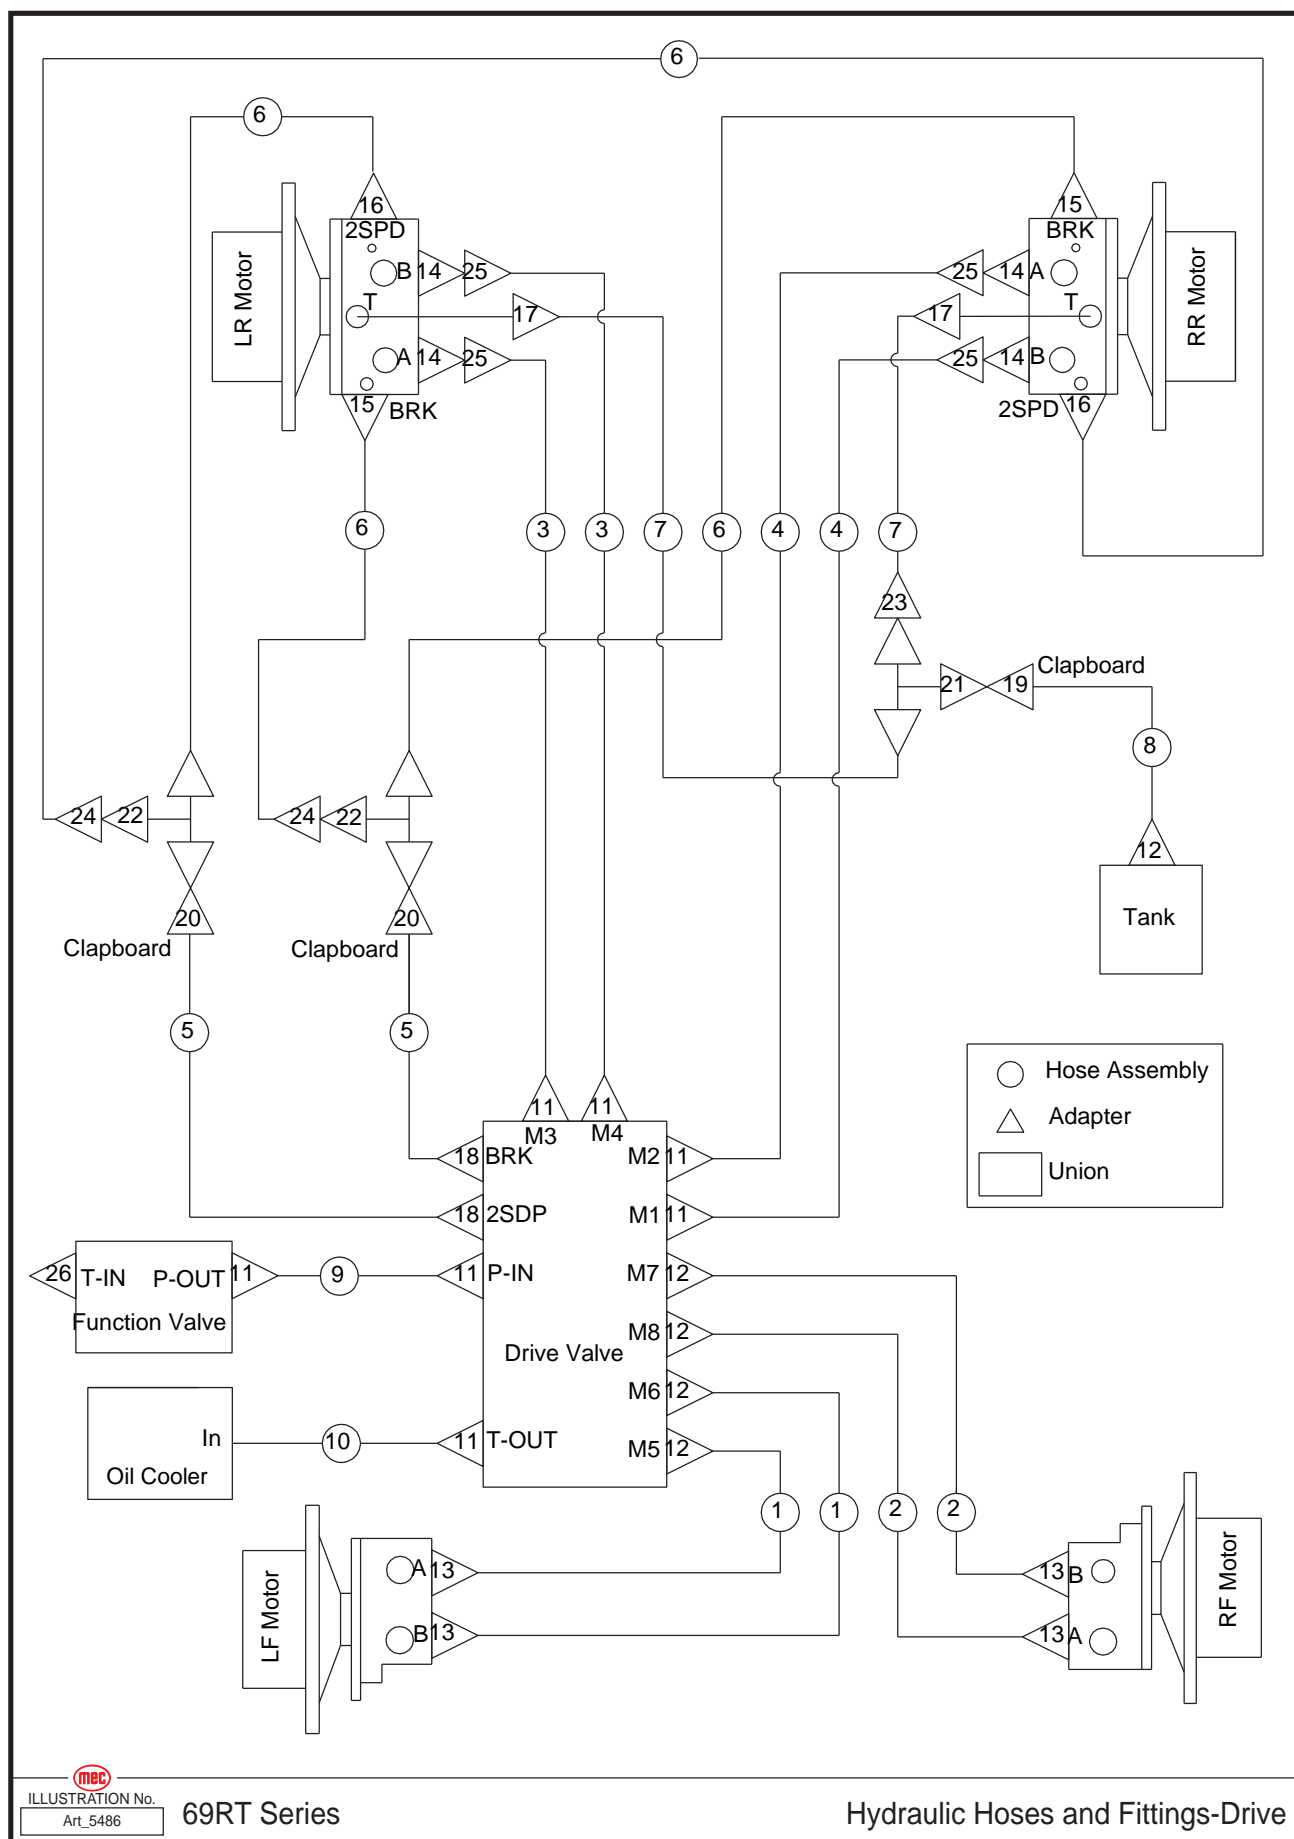 6
6
16
2SPD
B 14 25
T
17
A 14 25
15
BRK
LR Motor
15
BRK
25 14 A
17
T
25 14 B
2SPD
16
RR Motor
6
3
3
7
6
4
4
7
23
21 19
Clapboard
8
12
Tank
24 22
24 22
20
Clapboard
20
Clapboard
5
5
Hose Assembly
Adapter
Union
11
M3
11
M4
18 BRK
M2 11
18 2SDP
M1 11
26 T-IN P-OUT 11
Function Valve
9
11 P-IN
M7 12
M8 12
Drive Valve
M6 12
In
Oil Cooler
10
11 T-OUT
M5 12
1
1
2
2
LF Motor
A 13
B 13
13 B
13 A
RF Motor
mec
ILLUSTRATION No.
Art_5486
69RT Series
Hydraulic Hoses and Fittings-Drive